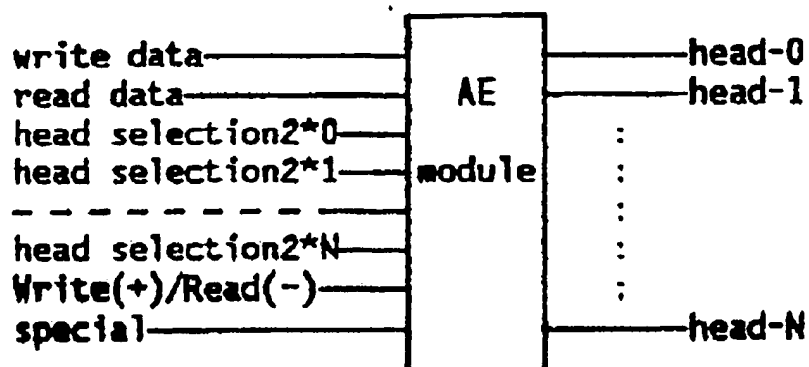 write data head-0
read data AE head-1
head selection2*0 :
head selection2*1 module :
:
head selection2*N :
Write(+)/Read(-) :
special head-N